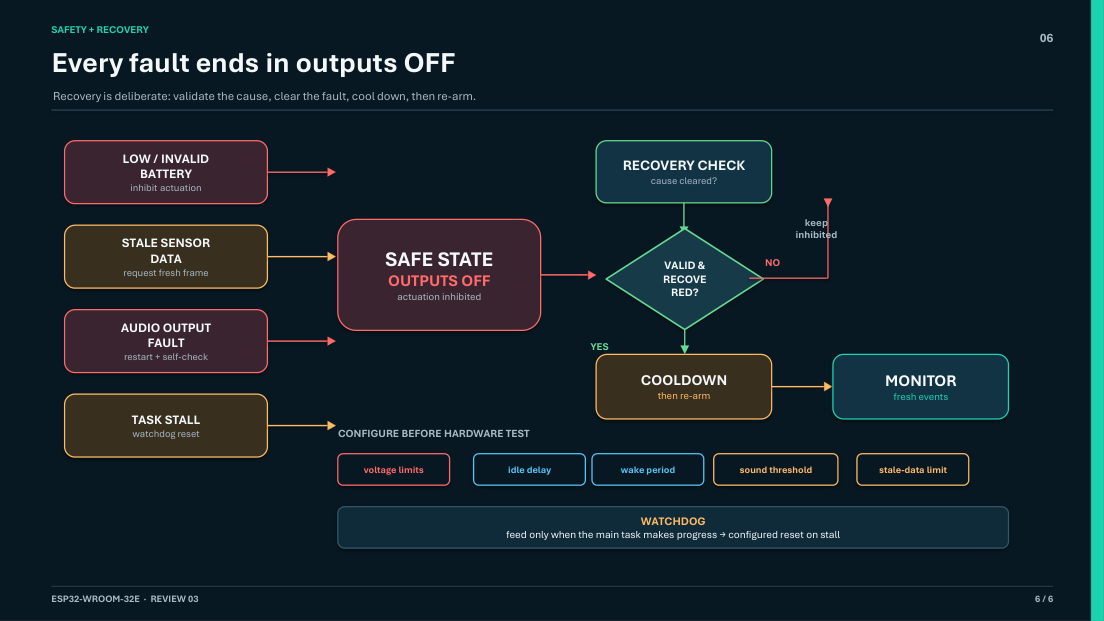 SAFETY + RECOVERY
06
Every fault ends in outputs OFF
Recovery is deliberate: validate the cause, clear the fault, cool down, then re-arm.
LOW / INVALID
BATTERY
inhibit actuation
STALE SENSOR
DATA
request fresh frame
AUDIO OUTPUT
FAULT
restart + self-check
TASK STALL
watchdog reset
SAFE STATE
OUTPUTS OFF
actuation inhibited
RECOVERY CHECK
cause cleared?
VALID &
RECOVE
RED?
NO
keep
inhibited
YES
COOLDOWN
then re-arm
MONITOR
fresh events
CONFIGURE BEFORE HARDWARE TEST
voltage limits
idle delay
wake period
sound threshold
stale-data limit
WATCHDOG
feed only when the main task makes progress → configured reset on stall
ESP32-WROOM-32E · REVIEW 03
6 / 6